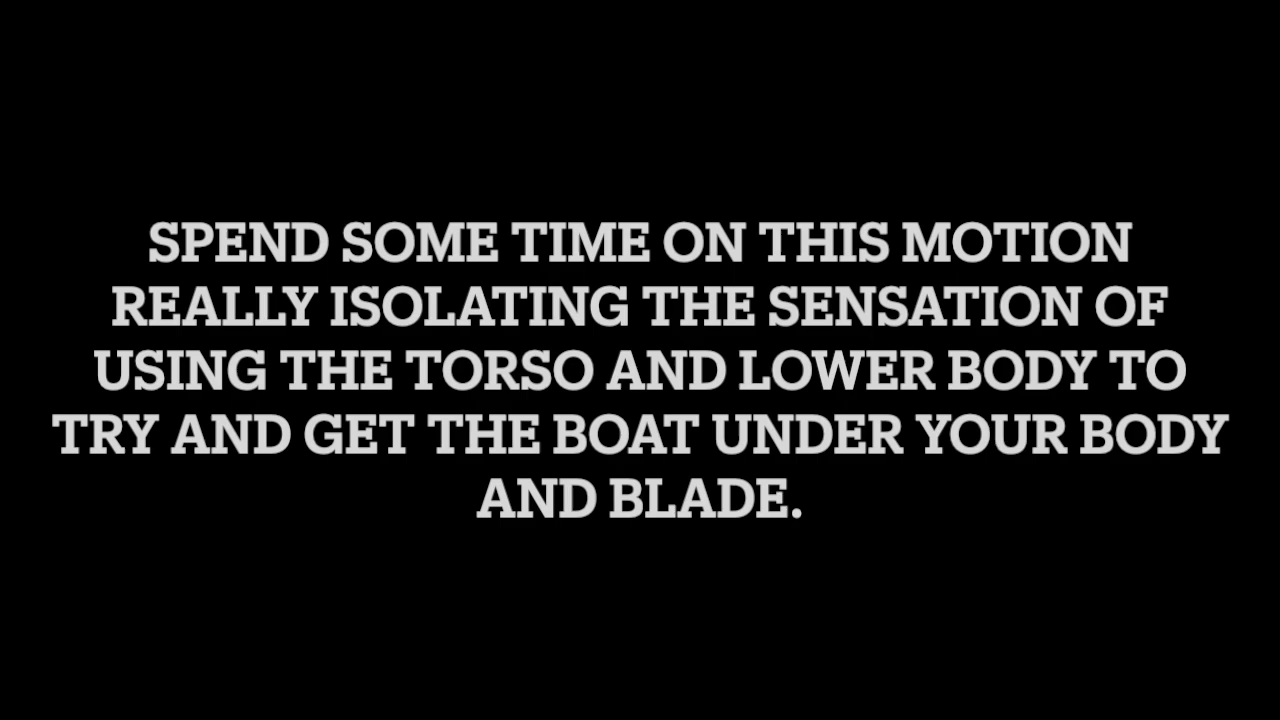 SPEND SOME TIME ON THIS MOTION
REALLY ISOLATING THE SENSATION OF
USING THE TORSO AND LOWER BODY TO
TRY AND GET THE BOAT UNDER YOUR BODY
AND BLADE.